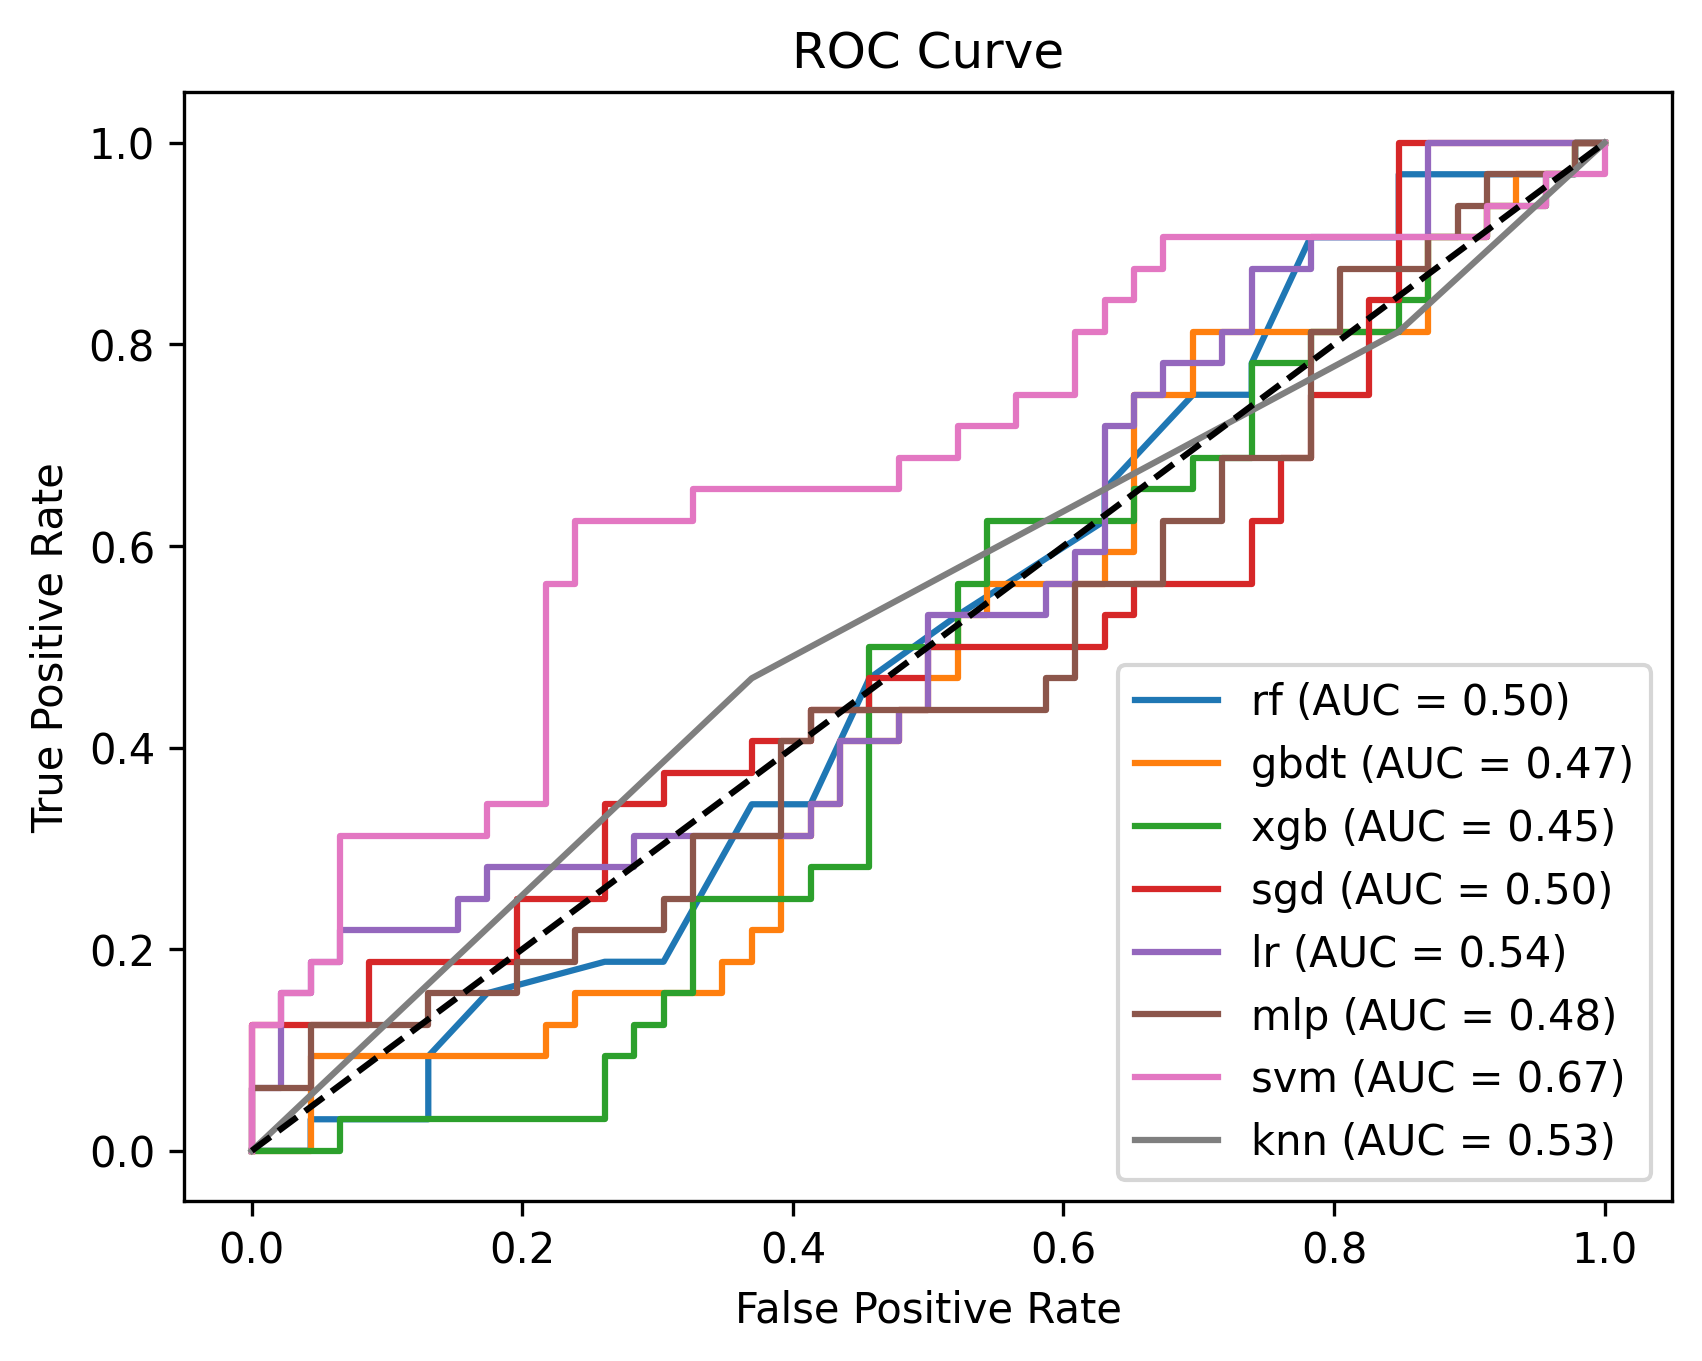 ROC Curve
True Positive Rate
1.0
0.8
0.6
0.4
0.2
0.0
rf (AUC = 0.50)
gbdt (AUC = 0.47)
xgb (AUC = 0.45)
sgd (AUC = 0.50)
lr (AUC = 0.54)
mlp (AUC = 0.48)
svm (AUC = 0.67)
knn (AUC = 0.53)
0.0 0.2 0.4 0.6 0.8 1.0
False Positive Rate